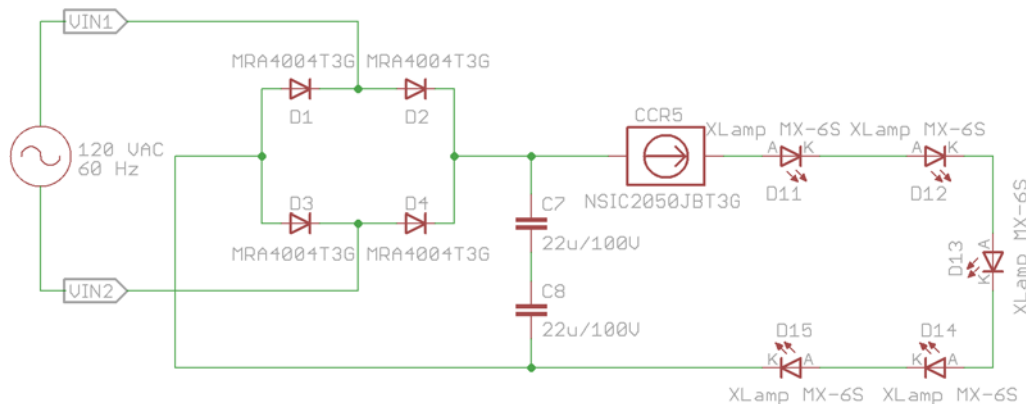 VIN1
MRA4004T3G MRA4004T3G
D1 D2
120 VAC
60 Hz
CCR5
NSIC2050JBT3G
XLamp MX-6S XLamp MX-6S
A K A K
D11 D12
D3 D4
MRA4004T3G MRA4004T3G
VIN2
C7
22u/100V
C8
22u/100V
D13
A
K
XLamp MX-6S
D15 D14
K A K A
XLamp MX-6S XLamp MX-6S